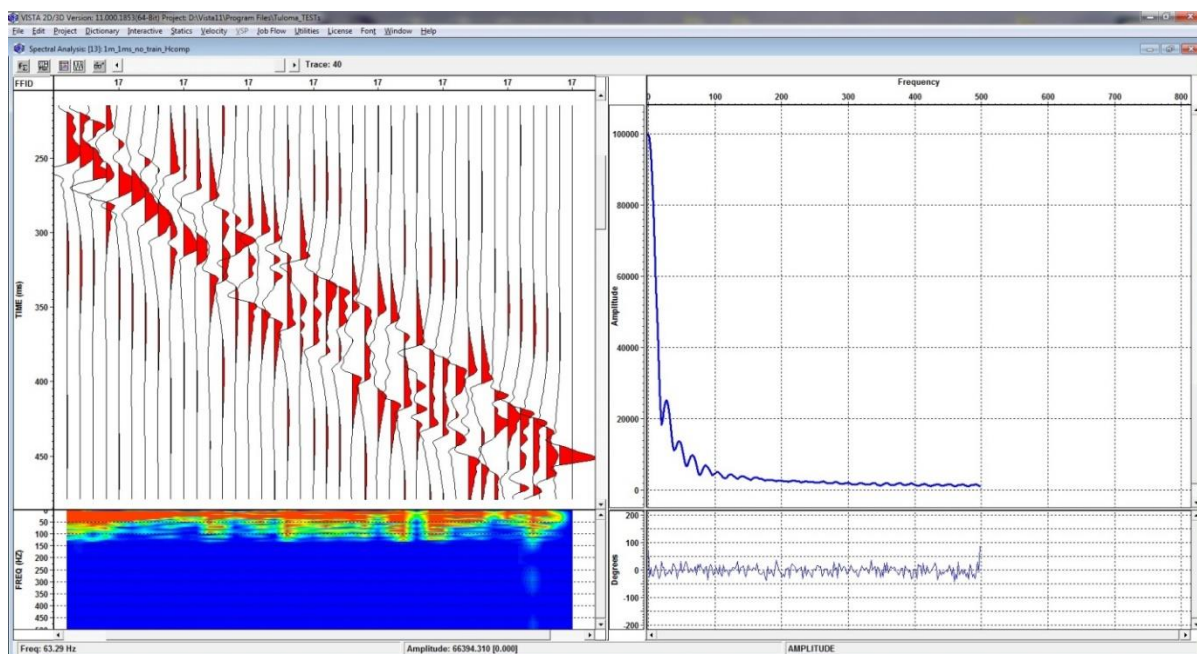 VISTA 2D/3D Version: 11.000.1853(64-Bit) Project: D:\Vista11\Program Files\Tuloma_TESTs
File Edit Project Dictionary Interactive Statics Velocity VSP Job Flow Utilities License Font Window Help
Spectral Analysis: [13]: 1m_1ms_no_train_Hcomp
Trace: 40
FFID 17 17 17 17 17 17 17 17
TIME (ms)
250
300
350
400
450
FREQ (HZ)
50
100
150
200
250
300
350
400
450
Frequency
0 100 200 300 400 500 600 700 800
Amplitude
100000
80000
60000
40000
20000
0
Degrees
200
100
0
-100
-200
Freq: 63.29 Hz Amplitude: 66394.310 [0.000] AMPLITUDE